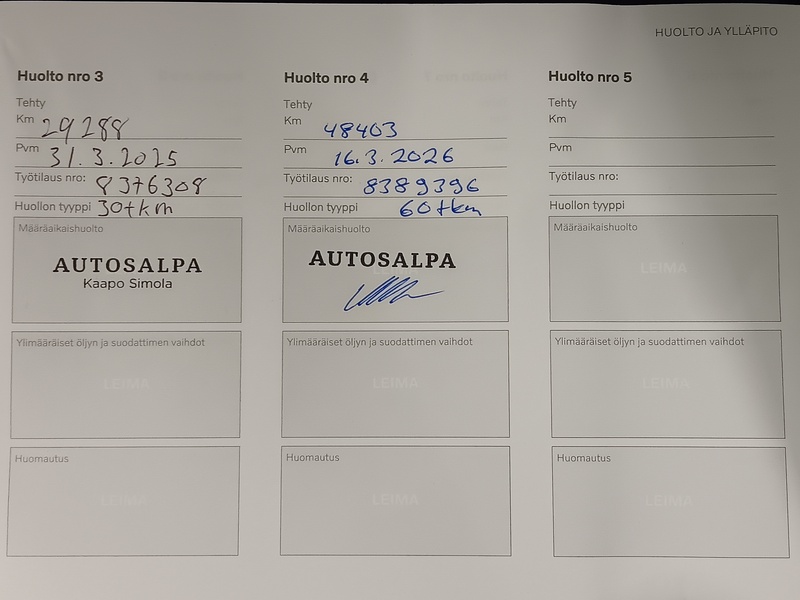 HUOLTO JA YLLÄPITO
Huolto nro 3
Tehty
Km 29288
Pvm 31.3.2025
Työtilaus nro: 8376308
Huollon tyyppi 30tkm
Määräaikaishuolto
AUTOSALPA
Kaapo Simola
Ylimääräiset öljyn ja suodattimen vaihdot
LEIMA
Huomautus
LEIMA
Huolto nro 4
Tehty
Km 48403
Pvm 16.3.2026
Työtilaus nro: 8389396
Huollon tyyppi 60tkm
Määräaikaishuolto
AUTOSALPA
Ylimääräiset öljyn ja suodattimen vaihdot
LEIMA
Huomautus
LEIMA
Huolto nro 5
Tehty
Km
Pvm
Työtilaus nro:
Huollon tyyppi
Määräaikaishuolto
LEIMA
Ylimääräiset öljyn ja suodattimen vaihdot
LEIMA
Huomautus
LEIMA